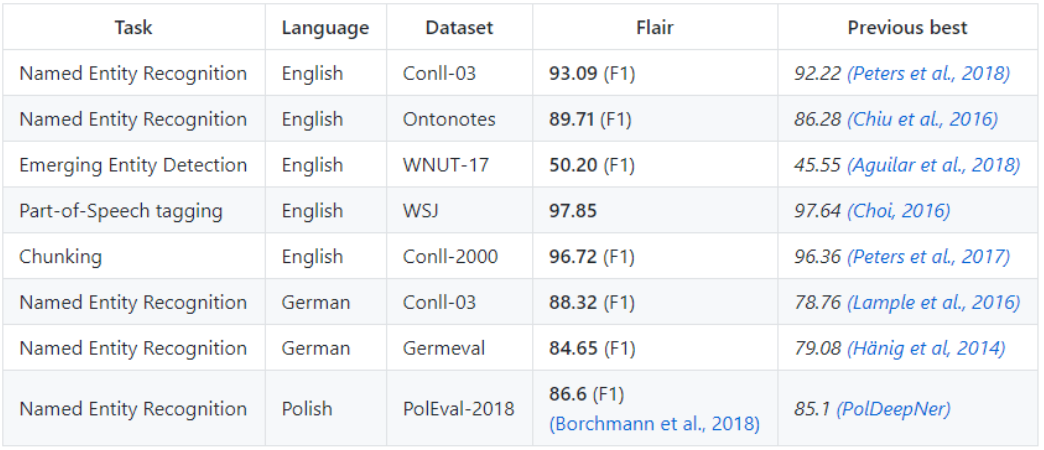 Task Language Dataset Flair Previous best
Named Entity Recognition English Conll-03 93.09 (F1) 92.22 (Peters et al., 2018)
Named Entity Recognition English Ontonotes 89.71 (F1) 86.28 (Chiu et al., 2016)
Emerging Entity Detection English WNUT-17 50.20 (F1) 45.55 (Aguilar et al., 2018)
Part-of-Speech tagging English WSJ 97.85 97.64 (Choi, 2016)
Chunking English Conll-2000 96.72 (F1) 96.36 (Peters et al., 2017)
Named Entity Recognition German Conll-03 88.32 (F1) 78.76 (Lample et al., 2016)
Named Entity Recognition German Germeval 84.65 (F1) 79.08 (Hänig et al, 2014)
Named Entity Recognition Polish PolEval-2018 86.6 (F1) 85.1 (PolDeepNer)
(Borchmann et al., 2018)